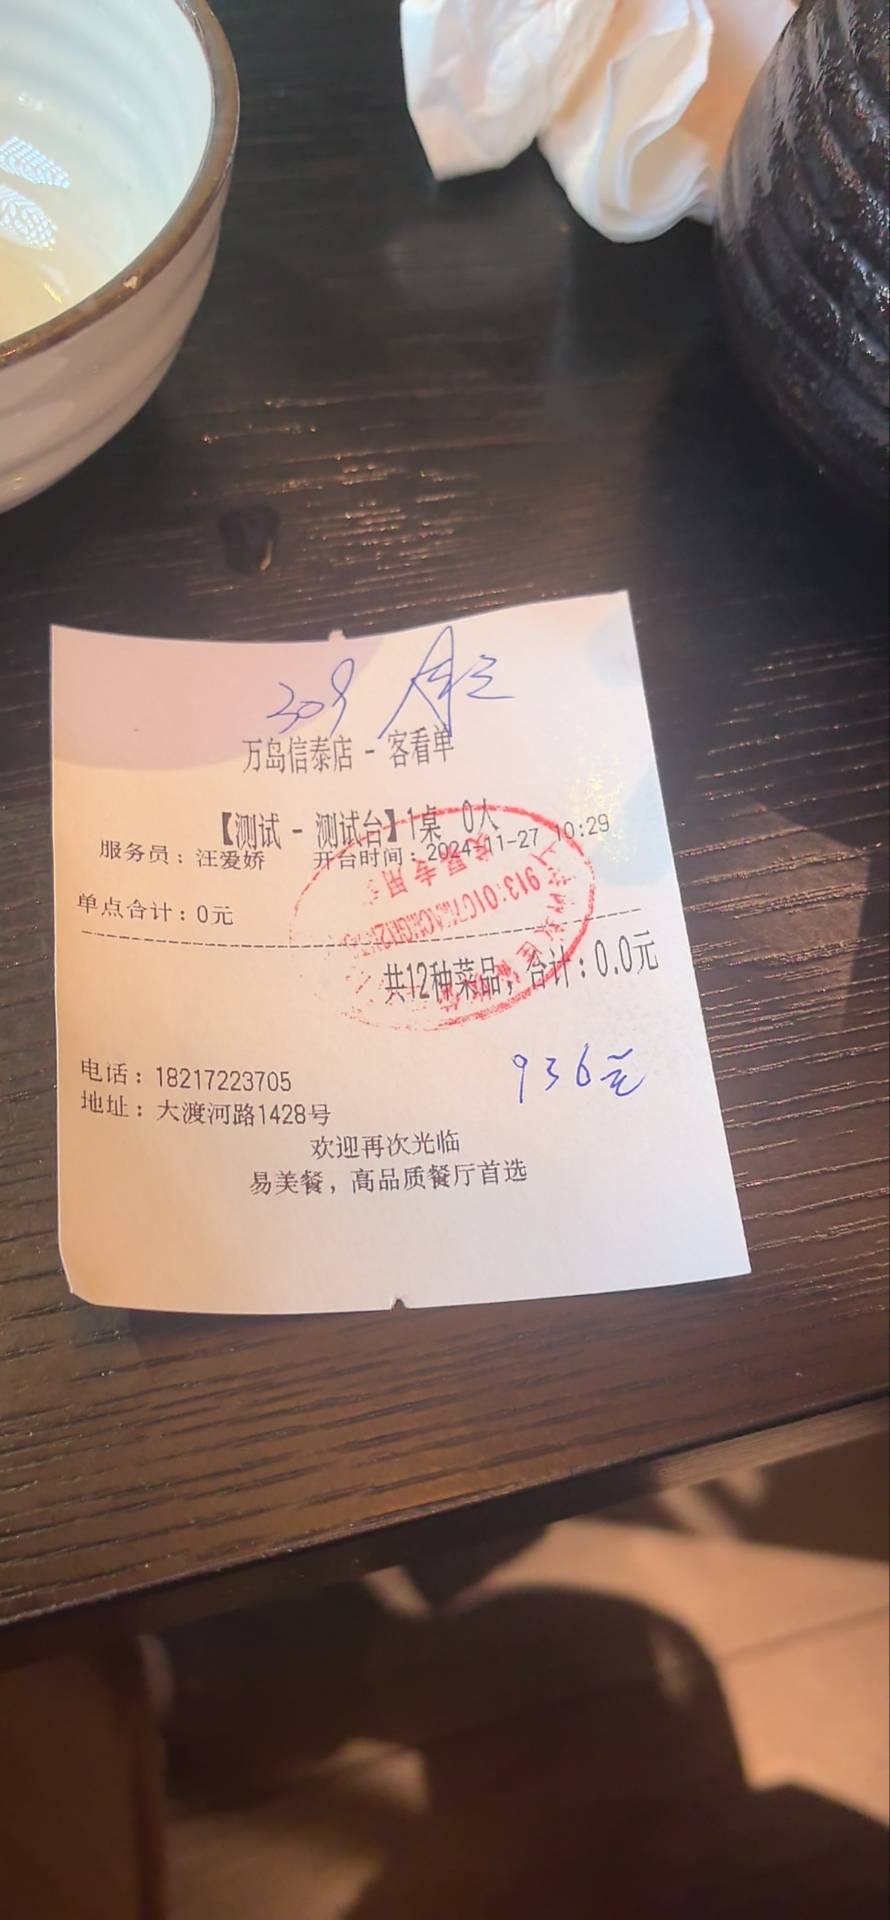 309
万岛信泰店 - 客看单
【测试 - 测试台】1桌 0人
服务员：汪爱娇 开台时间：2024-11-27 10:29
单点合计：0元
共12种菜品，合计：0.0元
936元
电话：18217223705
地址：大渡河路1428号
欢迎再次光临
易美餐，高品质餐厅首选